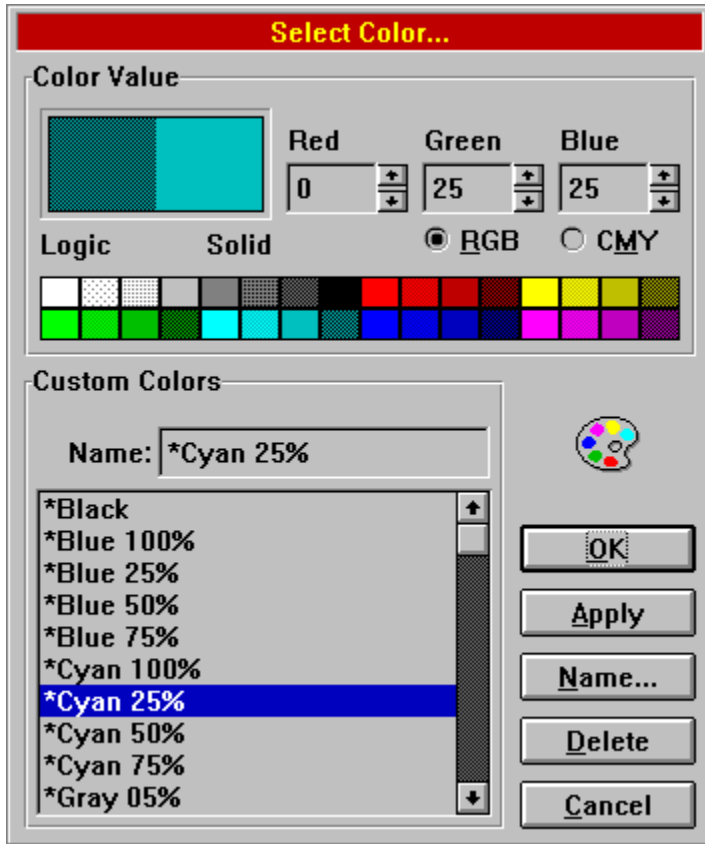 Select Color...
Color Value
Red Green Blue
0 25 25
Logic Solid RGB CMY
Custom Colors
Name: *Cyan 25%
*Black
*Blue 100%
*Blue 25%
*Blue 50%
*Blue 75%
*Cyan 100%
*Cyan 25%
*Cyan 50%
*Cyan 75%
*Gray 05%
OK
Apply
Name...
Delete
Cancel